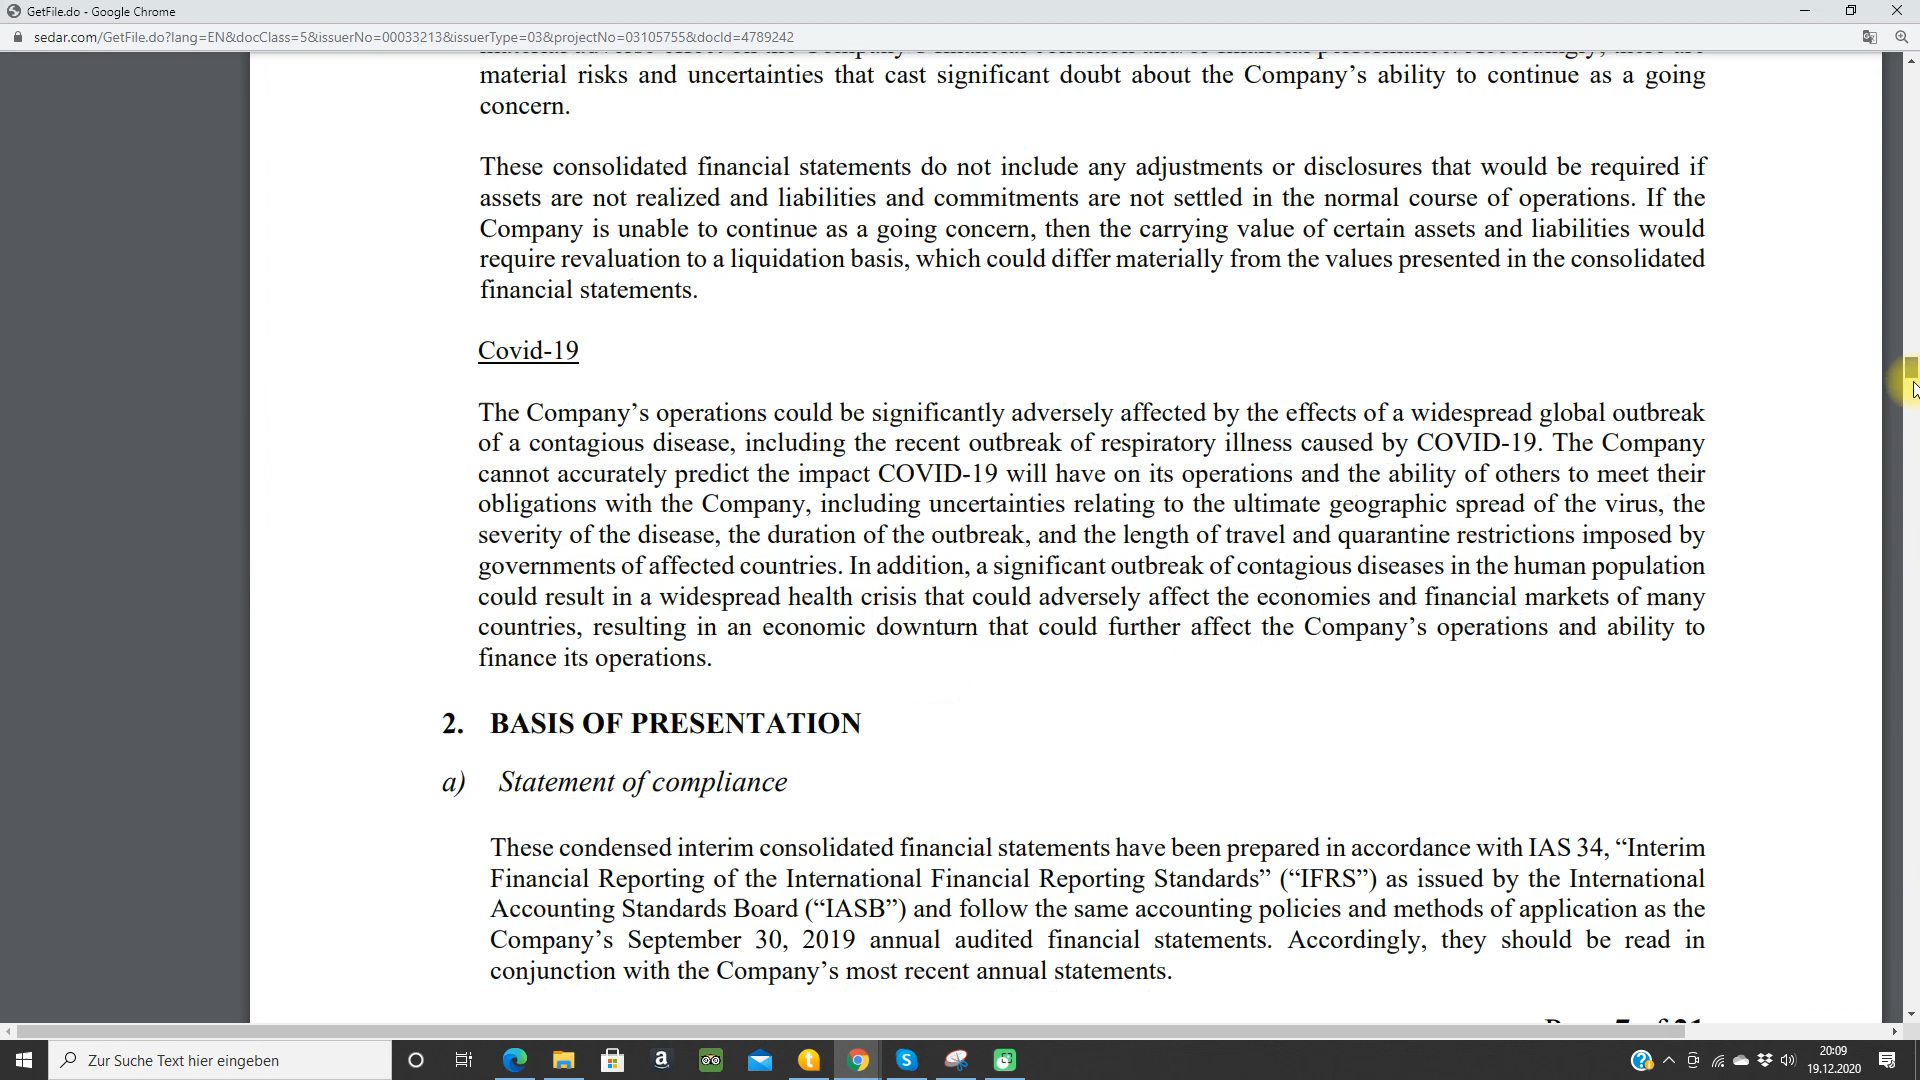 GetFile.do - Google Chrome
sedar.com/GetFile.do?lang=EN&docClass=5&issuerNo=00033213&issuerType=03&projectNo=03105755&docId=4789242
material risks and uncertainties that cast significant doubt about the Company’s ability to continue as a going
concern.
These consolidated financial statements do not include any adjustments or disclosures that would be required if
assets are not realized and liabilities and commitments are not settled in the normal course of operations. If the
Company is unable to continue as a going concern, then the carrying value of certain assets and liabilities would
require revaluation to a liquidation basis, which could differ materially from the values presented in the consolidated
financial statements.
Covid-19
The Company’s operations could be significantly adversely affected by the effects of a widespread global outbreak
of a contagious disease, including the recent outbreak of respiratory illness caused by COVID-19. The Company
cannot accurately predict the impact COVID-19 will have on its operations and the ability of others to meet their
obligations with the Company, including uncertainties relating to the ultimate geographic spread of the virus, the
severity of the disease, the duration of the outbreak, and the length of travel and quarantine restrictions imposed by
governments of affected countries. In addition, a significant outbreak of contagious diseases in the human population
could result in a widespread health crisis that could adversely affect the economies and financial markets of many
countries, resulting in an economic downturn that could further affect the Company’s operations and ability to
finance its operations.
2. BASIS OF PRESENTATION
a) Statement of compliance
These condensed interim consolidated financial statements have been prepared in accordance with IAS 34, “Interim
Financial Reporting of the International Financial Reporting Standards” (“IFRS”) as issued by the International
Accounting Standards Board (“IASB”) and follow the same accounting policies and methods of application as the
Company’s September 30, 2019 annual audited financial statements. Accordingly, they should be read in
conjunction with the Company’s most recent annual statements.
Zur Suche Text hier eingeben
20:09
19.12.2020